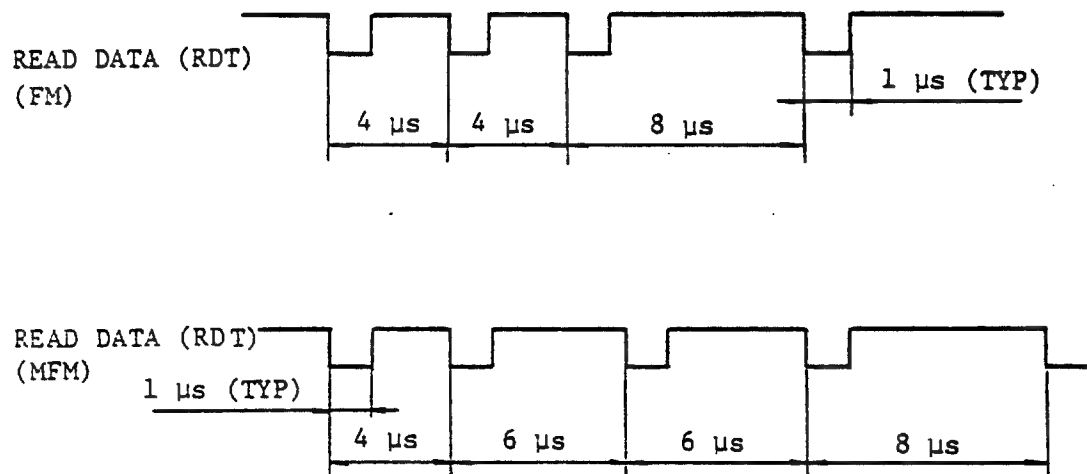 READ DATA (RDT)
(FM)
1 µs (TYP)
4 µs 4 µs 8 µs
READ DATA (RDT)
(MFM)
1 µs (TYP)
4 µs 6 µs 6 µs 8 µs